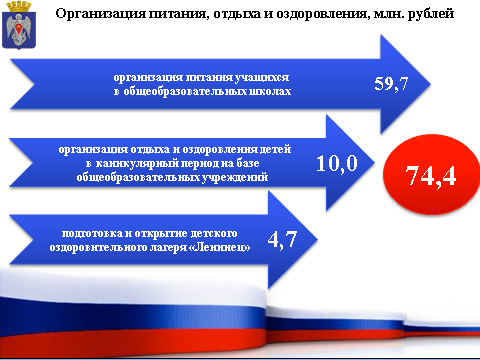 Организация питания, отдыха и оздоровления, млн. рублей
организация питания учащихся
в общеобразовательных школах
59,7
организация отдыха и оздоровления детей
в каникулярный период на базе
общеобразовательных учреждений
10,0
74,4
подготовка и открытие детского
оздоровительного лагеря «Ленинец»
4,7